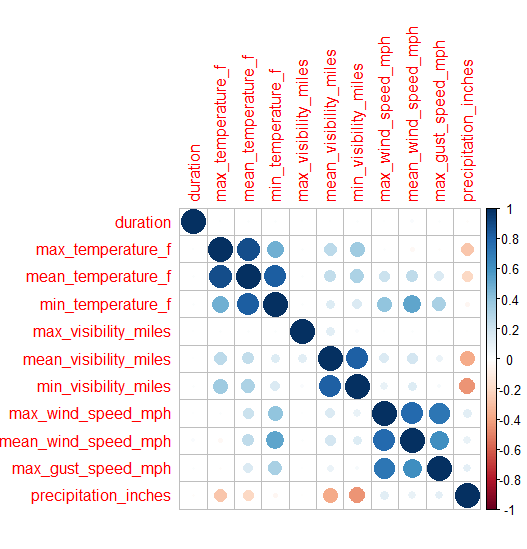 duration
max_temperature_f
mean_temperature_f
min_temperature_f
max_visibility_miles
mean_visibility_miles
min_visibility_miles
max_wind_speed_mph
mean_wind_speed_mph
max_gust_speed_mph
precipitation_inches
duration
max_temperature_f
mean_temperature_f
min_temperature_f
max_visibility_miles
mean_visibility_miles
min_visibility_miles
max_wind_speed_mph
mean_wind_speed_mph
max_gust_speed_mph
precipitation_inches
1
0.8
0.6
0.4
0.2
0
-0.2
-0.4
-0.6
-0.8
-1